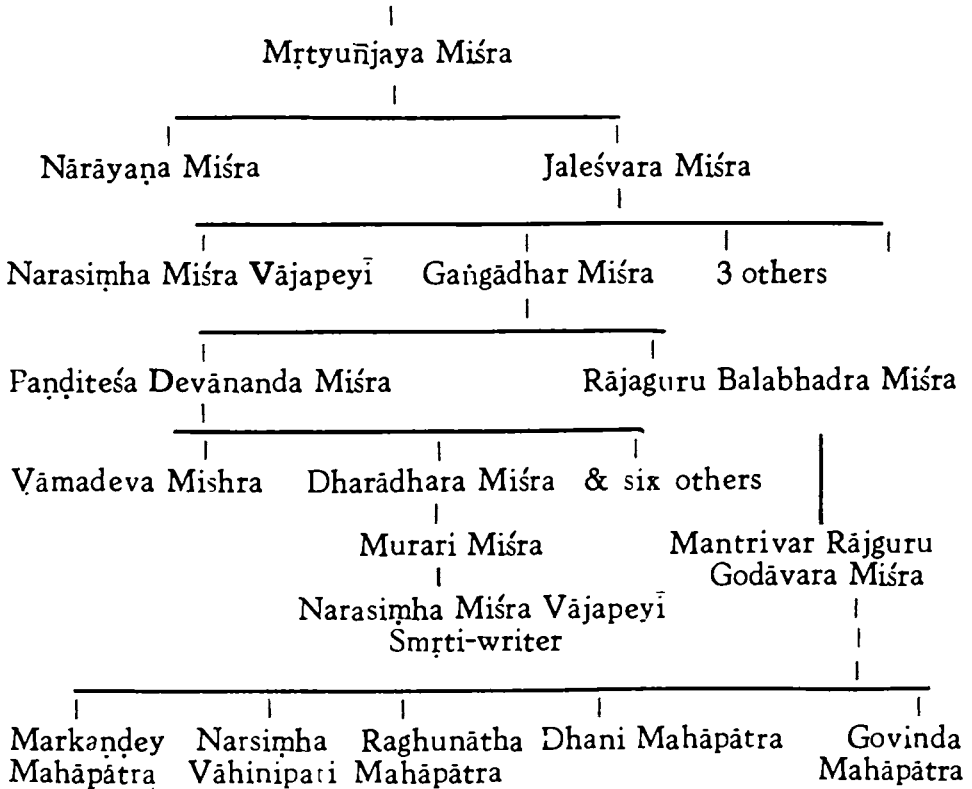 Mṛtyuñjaya Miśra
Nārāyaṇa Miśra Jaleśvara Miśra
Narasiṃha Miśra Vājapeyī Gaṅgādhar Miśra 3 others
Paṇḍiteśa Devānanda Miśra Rājaguru Balabhadra Miśra
Vāmadeva Mishra Dharādhara Miśra & six others
Murari Miśra Mantrivar Rājguru
Godāvara Miśra
Narasiṃha Miśra Vājapeyī
Smṛti-writer
Markaṇḍey Narsiṃha Raghunātha Dhani Mahāpātra Govinda
Mahāpātra Vāhinipati Mahāpātra Mahāpātra